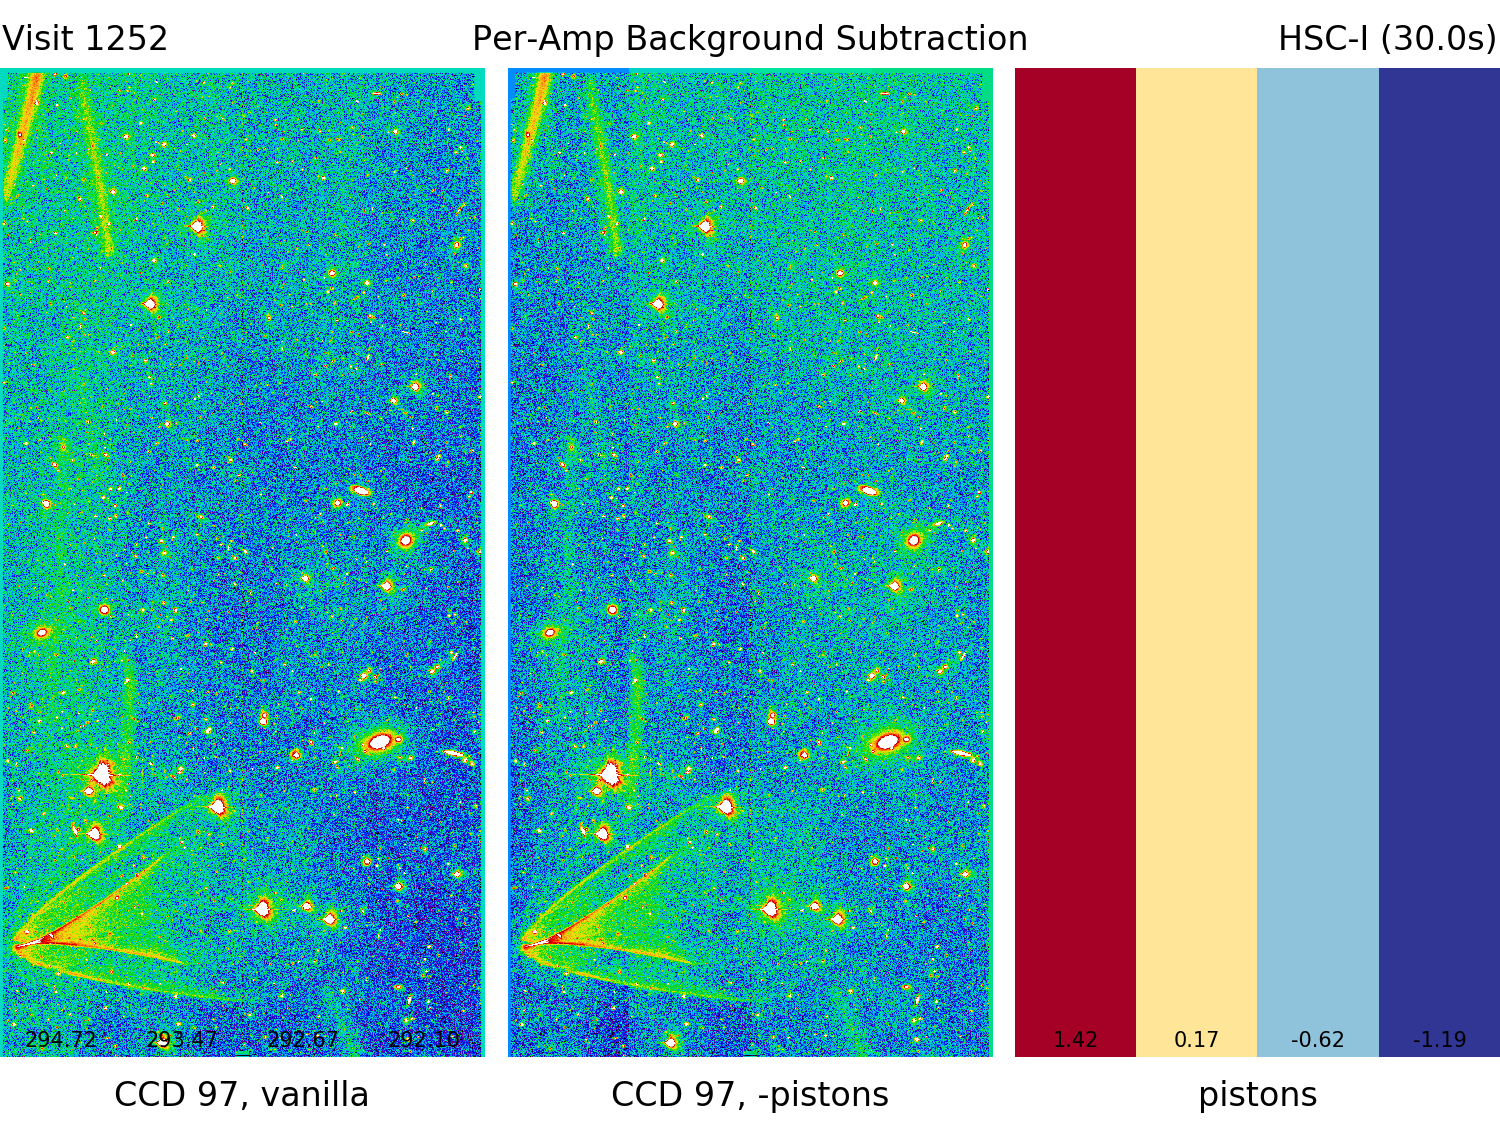 Visit 1252 Per-Amp Background Subtraction HSC-I (30.0s)
294.72 293.47 292.67 292.10 1.42 0.17 -0.62 -1.19
CCD 97, vanilla CCD 97, -pistons pistons